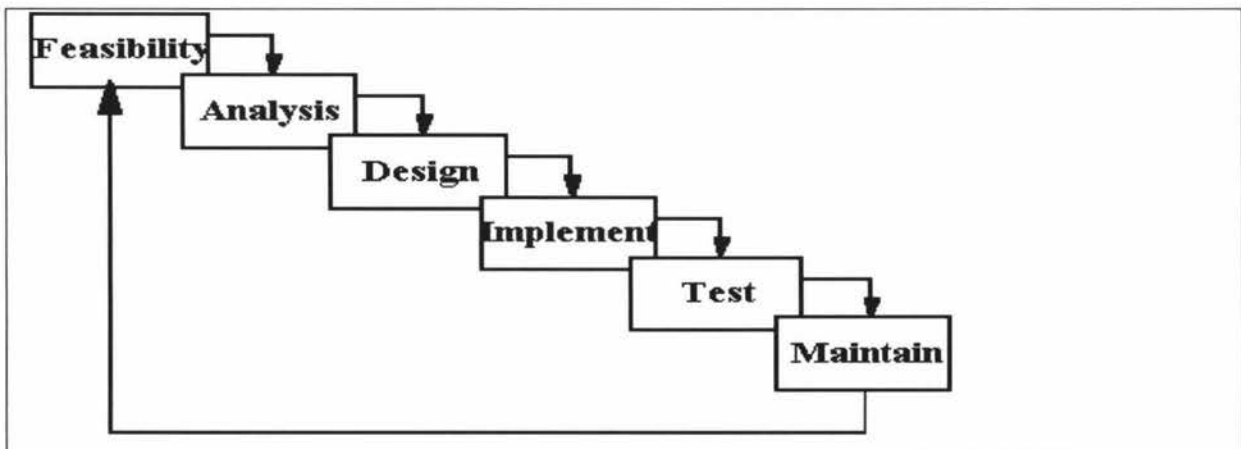 Feasibility
Analysis
Design
Implement
Test
Maintain